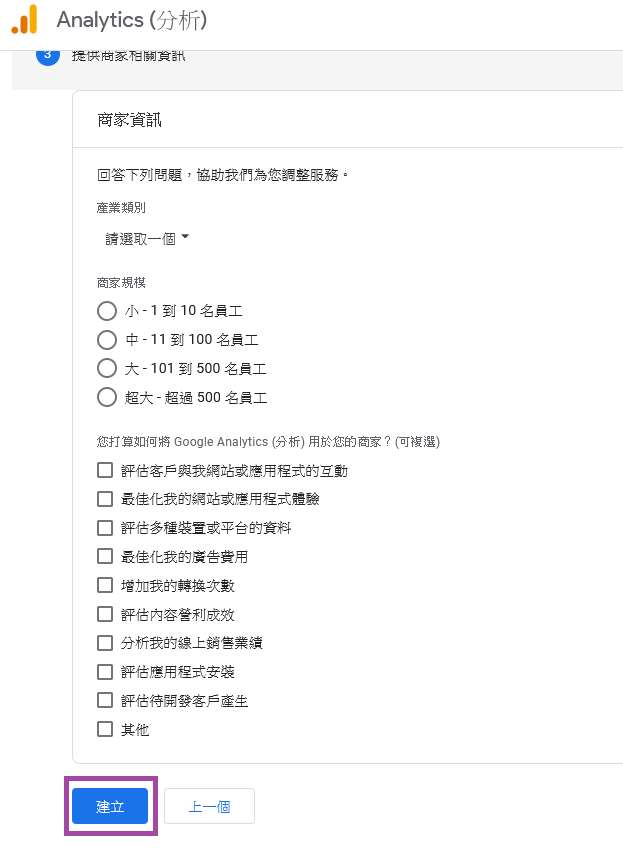 Analytics (分析)
3 提供商家相關資訊
商家資訊
回答下列問題，協助我們為您調整服務。
產業類別
請選取一個
商家規模
小 - 1 到 10 名員工
中 - 11 到 100 名員工
大 - 101 到 500 名員工
超大 - 超過 500 名員工
您打算如何將 Google Analytics (分析) 用於您的商家？(可複選)
評估客戶與我網站或應用程式的互動
最佳化我的網站或應用程式體驗
評估多種裝置或平台的資料
最佳化我的廣告費用
增加我的轉換次數
評估內容營利成效
分析我的線上銷售業績
評估應用程式安裝
評估待開發客戶產生
其他
建立 上一個